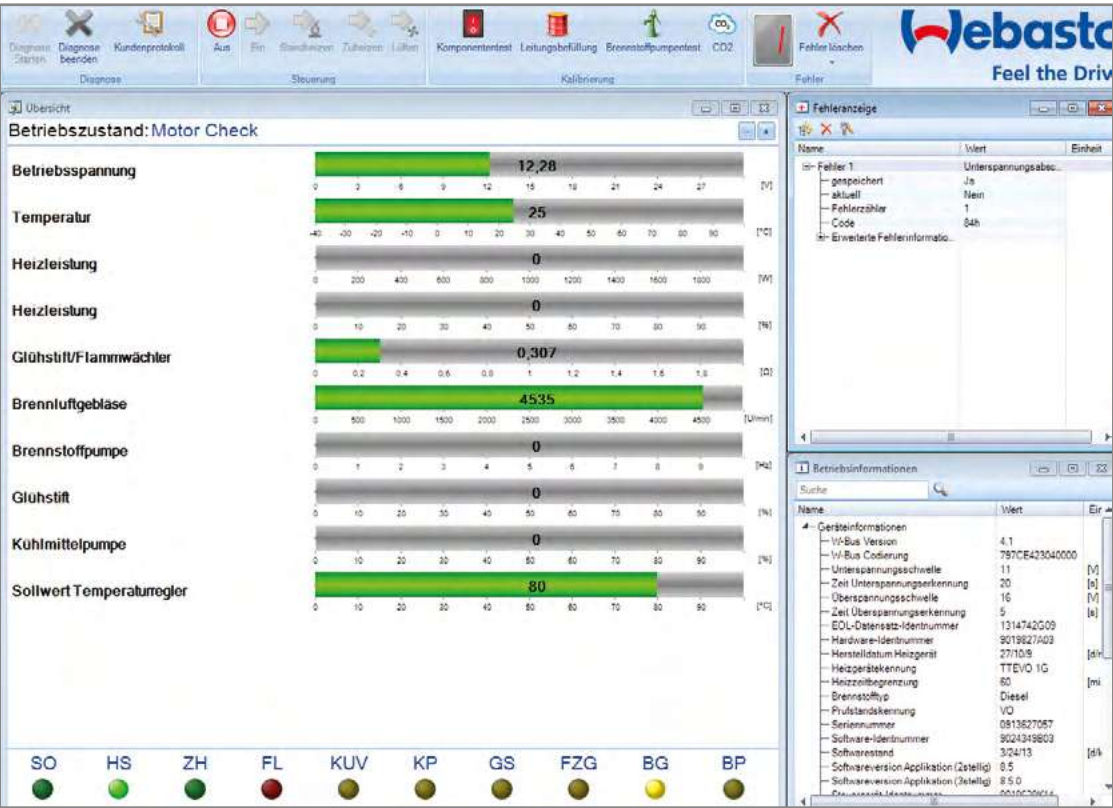 Diagnose Starten
Diagnose beenden
Kundenprotokoll
Aus
Ein
Standheizen
Zuheizen
Lüften
Komponententest
Leitungsbefüllung
Brennstoffpumpentest
CO2
Fehler löschen
Diagnose
Steuerung
Kalibrierung
Fehler
Webasto
Feel the Driv
Übersicht
Betriebszustand: Motor Check
Betriebsspannung
12,28
0 3 6 9 12 15 18 21 24 27 [V]
Temperatur
25
-40 -30 -20 -10 0 10 20 30 40 50 60 70 80 90 [°C]
Heizleistung
0
0 200 400 600 800 1000 1200 1400 1600 1800 [W]
Heizleistung
0
0 10 20 30 40 50 60 70 80 90 [%]
Glühstift/Flammwächter
0,307
0 0,2 0,4 0,6 0,8 1 1,2 1,4 1,6 1,8 [Ω]
Brennluftgebläse
4535
500 1000 1500 2000 2500 3000 3500 4000 4500 [U/min]
Brennstoffpumpe
0
0 1 2 3 4 5 6 7 8 9 [Hz]
Glühstift
0
0 10 20 30 40 50 60 70 80 90 [%]
Kühlmittelpumpe
0
0 10 20 30 40 50 60 70 80 90 [%]
Sollwert Temperaturregler
80
0 10 20 30 40 50 60 70 80 90 [°C]
SO HS ZH FL KUV KP GS FZG BG BP
Fehleranzeige
Name Wert Einheit
Fehler 1 Unterspannungsabsc...
gespeichert Ja
aktuell Nein
Fehlerzähler 1
Code 84h
Erweiterte Fehlerinformatio...
Betriebsinformationen
Suche
Name Wert Ein
Geräteinformationen
W-Bus Version 4.1
W-Bus Codierung 797CE423040000
Unterspannungsschwelle 11 [V]
Zeit Unterspannungserkennung 20 [s]
Überspannungsschwelle 16 [V]
Zeit Überspannungserkennung 5 [s]
EOL-Datensatz-Identnummer 1314742G09
Hardware-Identnummer 9019827A03
Herstelldatum Heizgerät 27/10/9
Heizgerätekennung TTEVO 1G
Heizzeitbegrenzung 60 [mi
Brennstofftyp Diesel
Prüfstandskennung VO
Seriennummer 0913627057
Software-Identnummer 9024349B03
Softwarestand 3/24/13
Softwareversion Applikation (2stellig) 8.5
Softwareversion Applikation (3stellig) 8.5.0